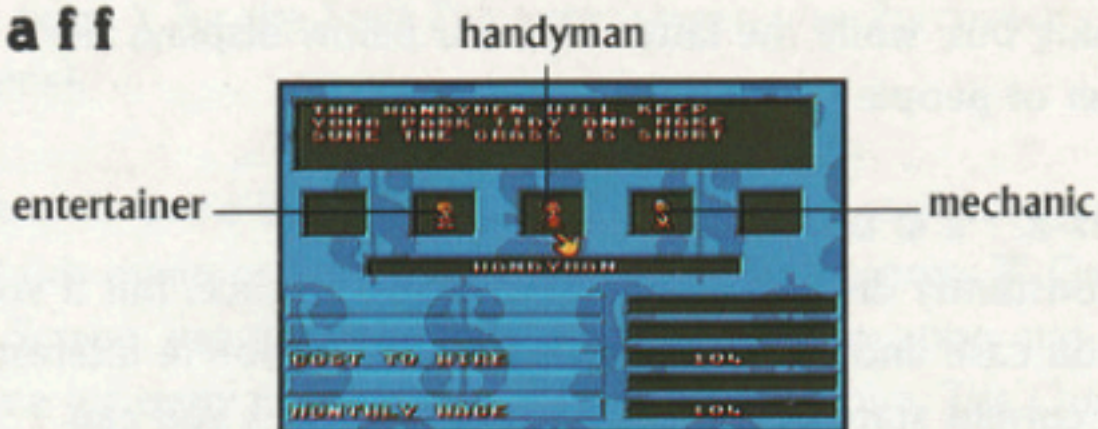 aff
handyman
THE HANDYMEN WILL KEEP
YOUR PARK TIDY AND MAKE
SURE THE GRASS IS SHORT
entertainer
mechanic
HANDYMAN
COST TO HIRE
MONTHLY WAGE